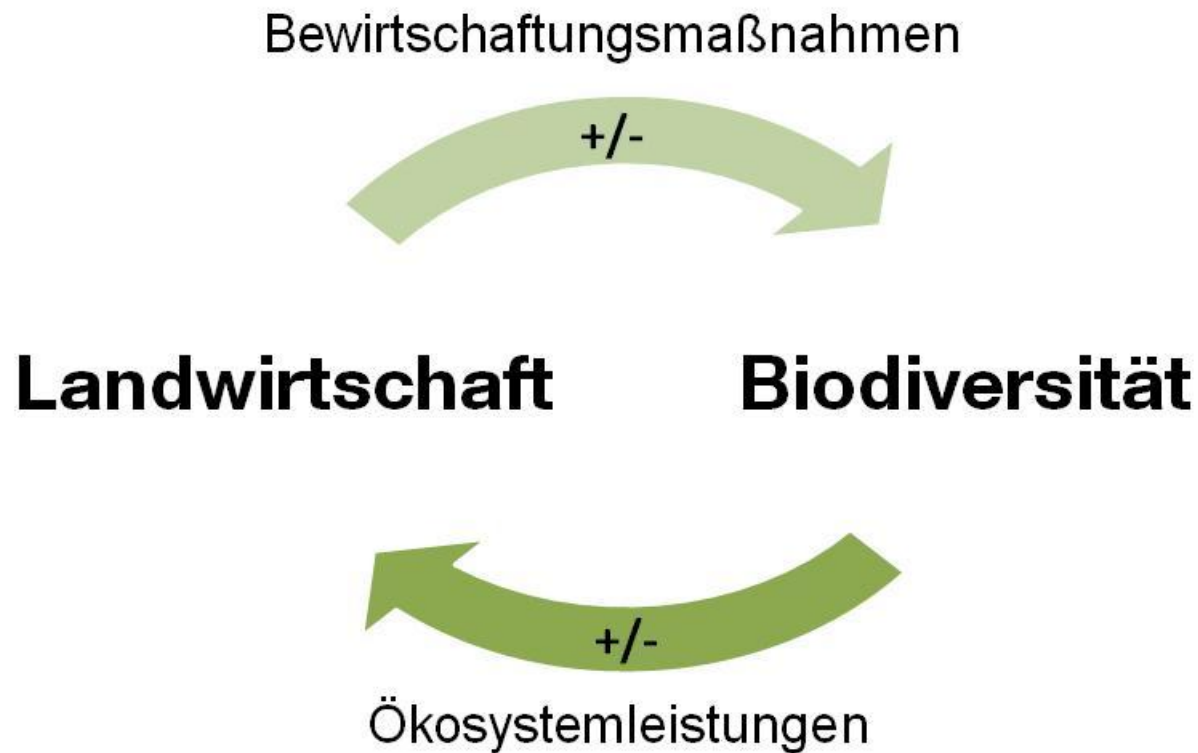 Bewirtschaftungsmaßnahmen
+/-
Landwirtschaft
Biodiversität
+/-
Ökosystemleistungen